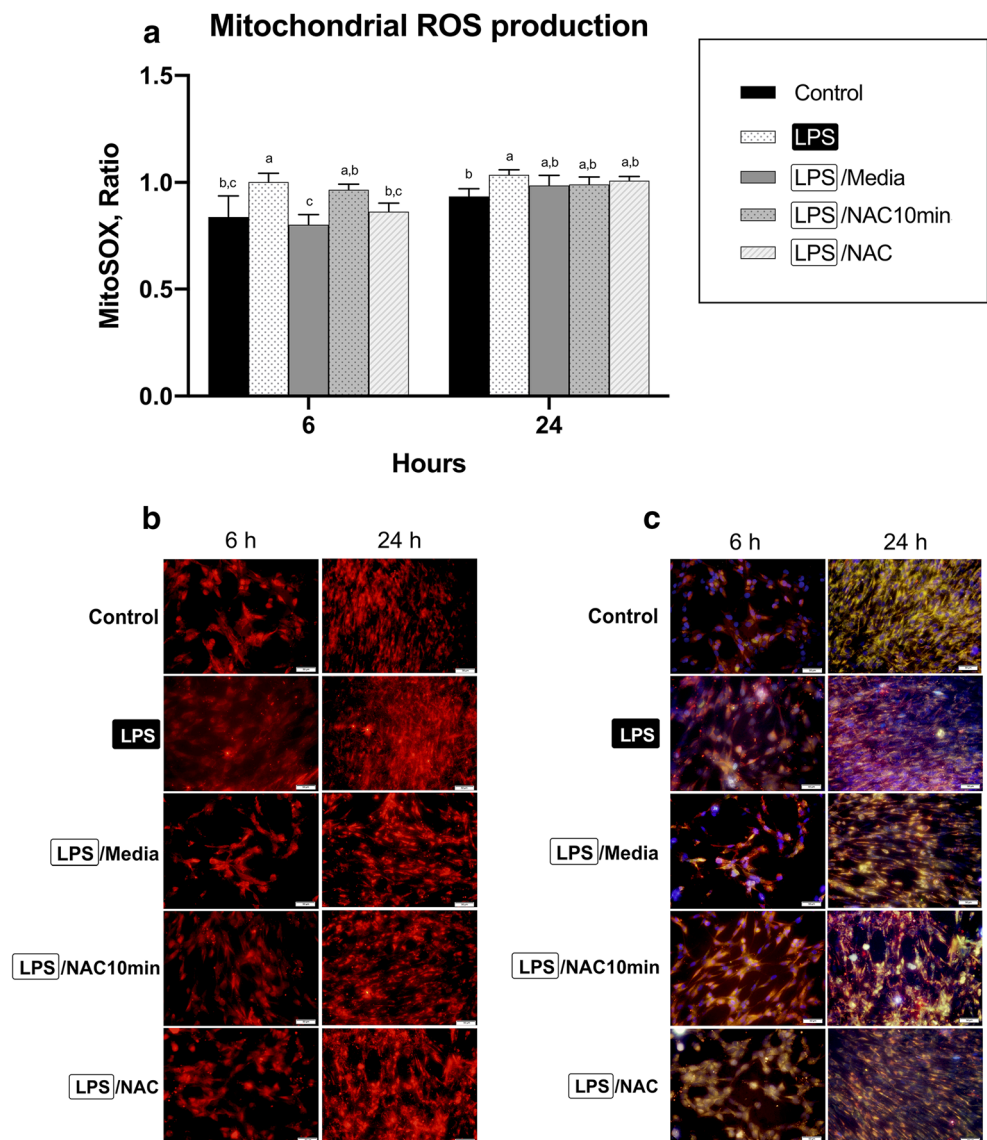 a Mitochondrial ROS production
MitoSOX, Ratio
1.5
1.0
0.5
0.0
b,c
a
c
a,b
b,c
b
a
a,b
a,b
a,b
6
24
Hours
Control
LPS
LPS/Media
LPS/NAC10min
LPS/NAC
b
6 h
24 h
Control
LPS
LPS/Media
LPS/NAC10min
LPS/NAC
c
6 h
24 h
Control
LPS
LPS/Media
LPS/NAC10min
LPS/NAC